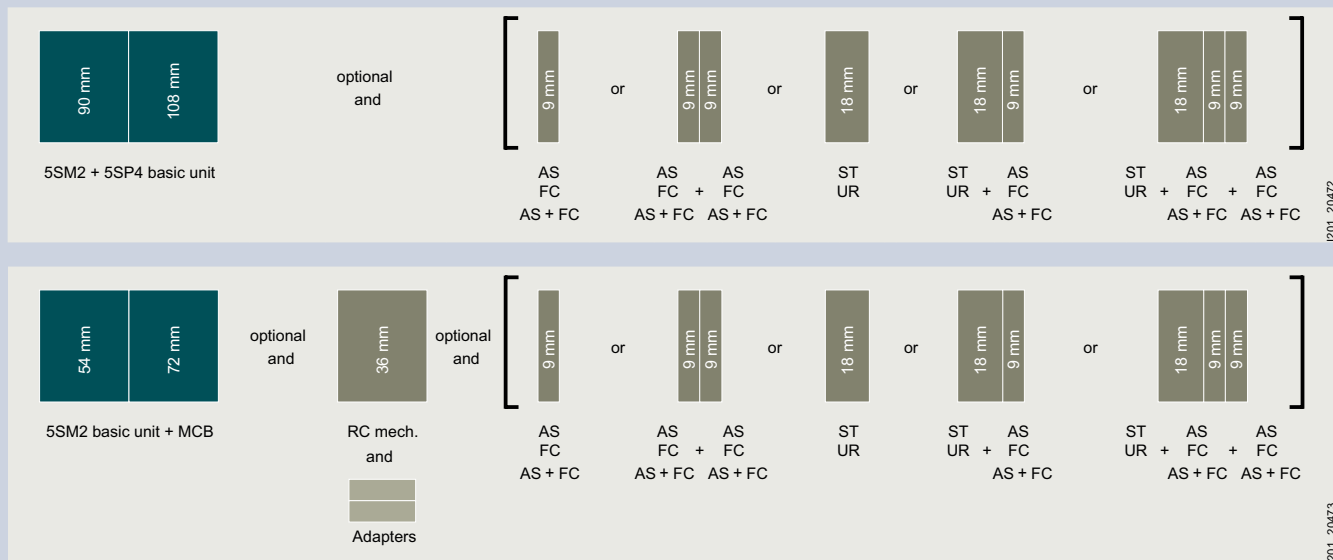 90 mm 108 mm
optional
and
9 mm or 9 mm 9 mm or 18 mm or 18 mm 9 mm or 18 mm 9 mm 9 mm
5SM2 + 5SP4 basic unit
AS AS AS ST ST AS ST AS AS
FC FC + FC UR UR + FC UR + FC + FC
AS + FC AS + FC AS + FC AS + FC AS + FC AS + FC
I201_20472
54 mm 72 mm
optional
and
36 mm
optional
and
9 mm or 9 mm 9 mm or 18 mm or 18 mm 9 mm or 18 mm 9 mm 9 mm
5SM2 basic unit + MCB
RC mech.
and
Adapters
AS AS AS ST ST AS ST AS AS
FC FC + FC UR UR + FC UR + FC + FC
AS + FC AS + FC AS + FC AS + FC AS + FC AS + FC
201_20473